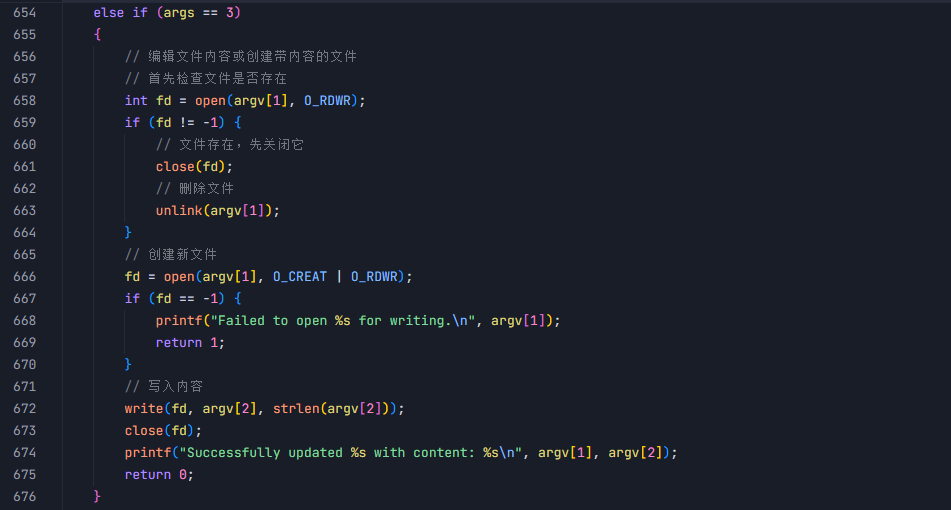 654 else if (args == 3)
655 {
656 // 编辑文件内容或创建带内容的文件
657 // 首先检查文件是否存在
658 int fd = open(argv[1], O_RDWR);
659 if (fd != -1) {
660 // 文件存在，先关闭它
661 close(fd);
662 // 删除文件
663 unlink(argv[1]);
664 }
665 // 创建新文件
666 fd = open(argv[1], O_CREAT | O_RDWR);
667 if (fd == -1) {
668 printf("Failed to open %s for writing.\n", argv[1]);
669 return 1;
670 }
671 // 写入内容
672 write(fd, argv[2], strlen(argv[2]));
673 close(fd);
674 printf("Successfully updated %s with content: %s\n", argv[1], argv[2]);
675 return 0;
676 }